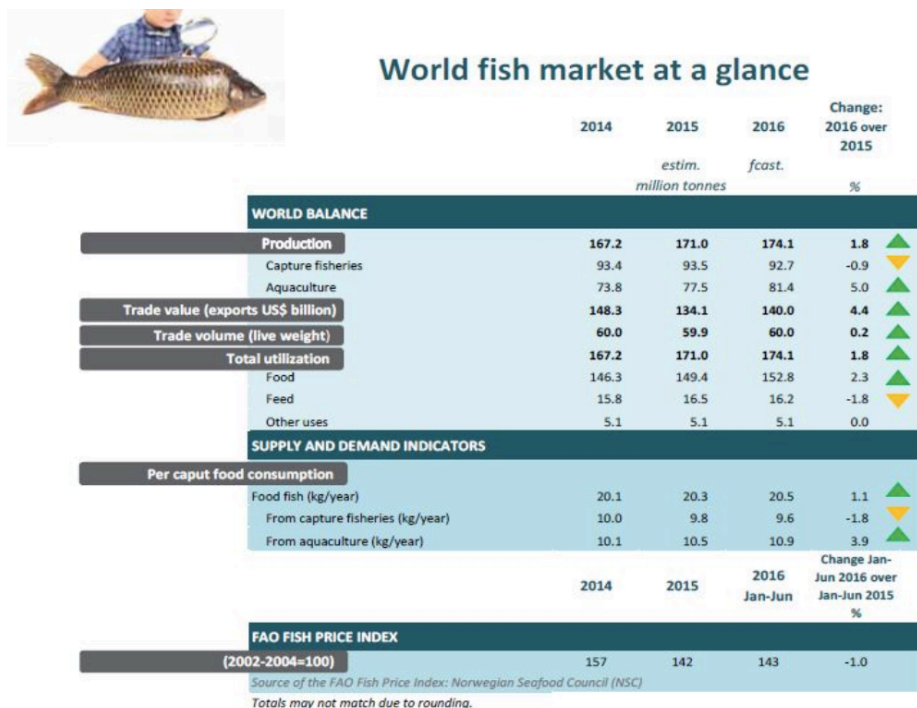 World fish market at a glance
2014 2015 2016 Change: 2016 over 2015
estim. fcast.
million tonnes %
WORLD BALANCE
Production 167.2 171.0 174.1 1.8
Capture fisheries 93.4 93.5 92.7 -0.9
Aquaculture 73.8 77.5 81.4 5.0
Trade value (exports US$ billion) 148.3 134.1 140.0 4.4
Trade volume (live weight) 60.0 59.9 60.0 0.2
Total utilization 167.2 171.0 174.1 1.8
Food 146.3 149.4 152.8 2.3
Feed 15.8 16.5 16.2 -1.8
Other uses 5.1 5.1 5.1 0.0
SUPPLY AND DEMAND INDICATORS
Per caput food consumption
Food fish (kg/year) 20.1 20.3 20.5 1.1
From capture fisheries (kg/year) 10.0 9.8 9.6 -1.8
From aquaculture (kg/year) 10.1 10.5 10.9 3.9
2014 2015 2016 Jan-Jun Change Jan-Jun 2016 over Jan-Jun 2015 %
FAO FISH PRICE INDEX
(2002-2004=100) 157 142 143 -1.0
Source of the FAO Fish Price Index: Norwegian Seafood Council (NSC)
Totals may not match due to rounding.